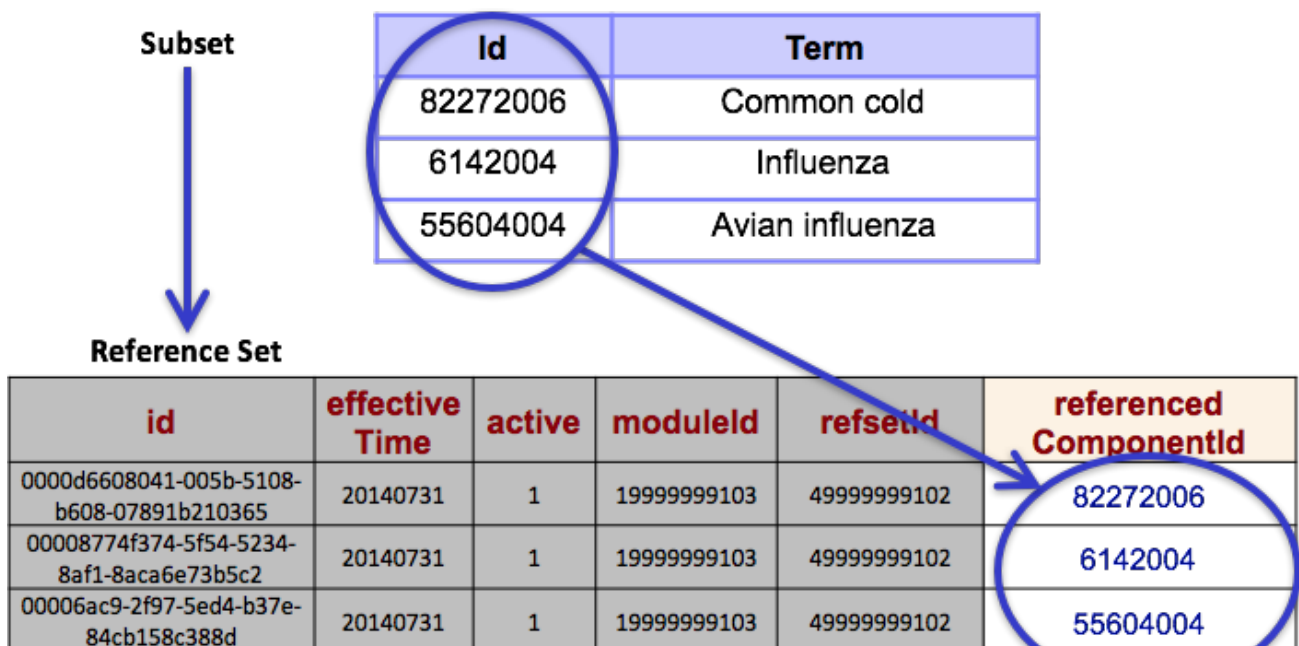 Subset
Id Term
82272006 Common cold
6142004 Influenza
55604004 Avian influenza
Reference Set
id effective Time active moduleId refsetId referenced ComponentId
0000d6608041-005b-5108-
b608-07891b210365 20140731 1 19999999103 49999999102 82272006
00008774f374-5f54-5234-
8af1-8aca6e73b5c2 20140731 1 19999999103 49999999102 6142004
00006ac9-2f97-5ed4-b37e-
84cb158c388d 20140731 1 19999999103 49999999102 55604004